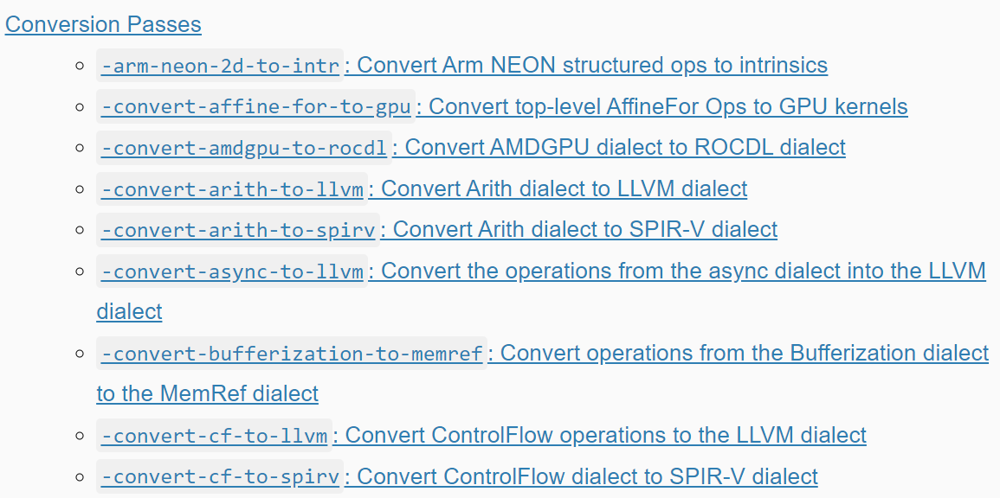 Conversion Passes
-arm-neon-2d-to-intr: Convert Arm NEON structured ops to intrinsics
-convert-affine-for-to-gpu: Convert top-level AffineFor Ops to GPU kernels
-convert-amdgpu-to-rocdl: Convert AMDGPU dialect to ROCDL dialect
-convert-arith-to-llvm: Convert Arith dialect to LLVM dialect
-convert-arith-to-spirv: Convert Arith dialect to SPIR-V dialect
-convert-async-to-llvm: Convert the operations from the async dialect into the LLVM
dialect
-convert-bufferization-to-memref: Convert operations from the Bufferization dialect
to the MemRef dialect
-convert-cf-to-llvm: Convert ControlFlow operations to the LLVM dialect
-convert-cf-to-spirv: Convert ControlFlow dialect to SPIR-V dialect